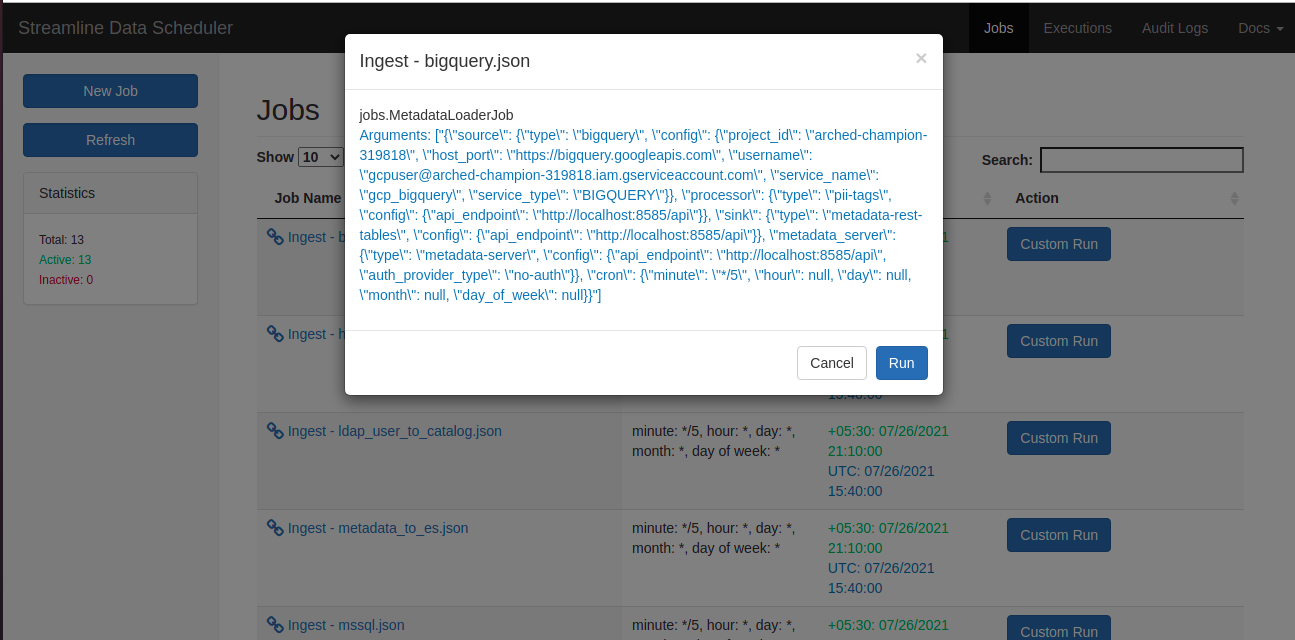 Streamline Data Scheduler
Jobs
Executions
Audit Logs
Docs
New Job
Refresh
Statistics
Total: 13
Active: 13
Inactive: 0
Jobs
Show 10
Search:
Job Name
Action
Ingest - bigquery.json
×
jobs.MetadataLoaderJob
Arguments: ["{\"source\": {\"type\": \"bigquery\", \"config\": {\"project_id\": \"arched-champion-
319818\", \"host_port\": \"https://bigquery.googleapis.com\", \"username\":
\"gcpuser@arched-champion-319818.iam.gserviceaccount.com\", \"service_name\":
\"gcp_bigquery\", \"service_type\": \"BIGQUERY\"}}, \"processor\": {\"type\": \"pii-tags\",
\"config\": {\"api_endpoint\": \"http://localhost:8585/api\"}}, \"sink\": {\"type\": \"metadata-rest-
tables\", \"config\": {\"api_endpoint\": \"http://localhost:8585/api\"}}, \"metadata_server\":
{\"type\": \"metadata-server\", \"config\": {\"api_endpoint\": \"http://localhost:8585/api\",
\"auth_provider_type\": \"no-auth\"}}, \"cron\": {\"minute\": \"*/5\", \"hour\": null, \"day\": null,
\"month\": null, \"day_of_week\": null}}"]
Cancel
Run
Ingest - b
1
Custom Run
Ingest - h
1
Custom Run
Ingest - ldap_user_to_catalog.json
minute: */5, hour: *, day: *,
month: *, day of week: *
+05:30: 07/26/2021
21:10:00
UTC: 07/26/2021
15:40:00
Custom Run
Ingest - metadata_to_es.json
minute: */5, hour: *, day: *,
month: *, day of week: *
+05:30: 07/26/2021
21:10:00
UTC: 07/26/2021
15:40:00
Custom Run
Ingest - mssql.json
minute: */5, hour: *, day: *,
+05:30: 07/26/2021
Custom Run